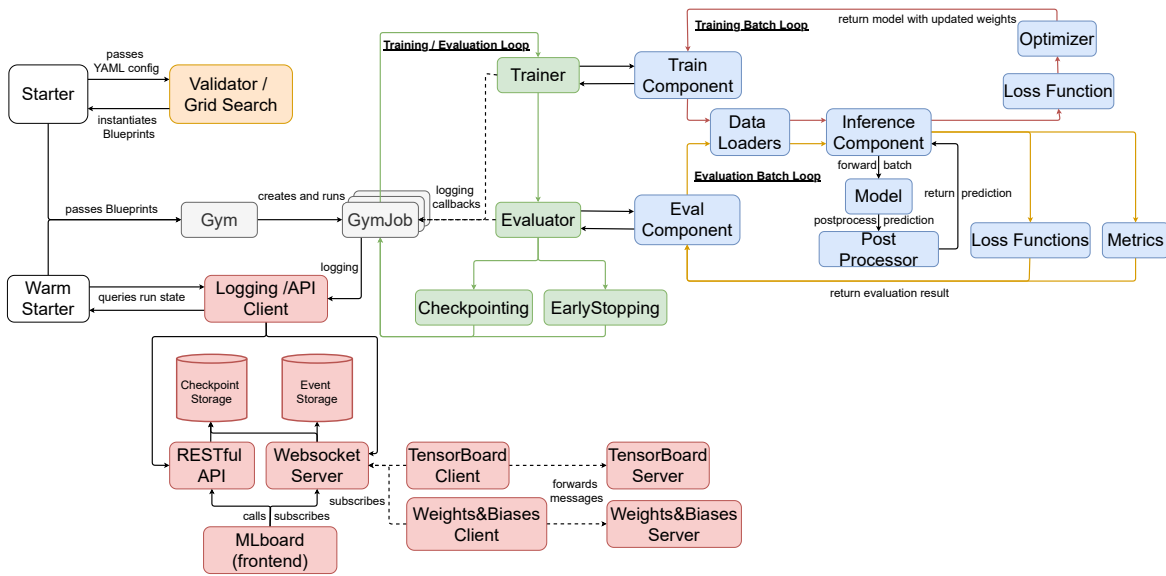 Training Batch Loop
return model with updated weights
Optimizer
Training / Evaluation Loop
passes
YAML config
Starter
Validator /
Grid Search
instantiates
Blueprints
Trainer
Train
Component
Loss Function
Data
Loaders
Inference
Component
Evaluation Batch Loop
forward
batch
Model
return
prediction
postprocess
prediction
Post
Processor
passes Blueprints
Gym
creates and runs
GymJob
logging
callbacks
Evaluator
Eval
Component
Loss Functions
Metrics
return evaluation result
logging
Warm
Starter
queries run state
Logging /API
Client
Checkpointing
EarlyStopping
Checkpoint
Storage
Event
Storage
RESTful
API
Websocket
Server
TensorBoard
Client
TensorBoard
Server
subscribes
forwards
messages
Weights&Biases
Client
Weights&Biases
Server
calls
subscribes
MLboard
(frontend)